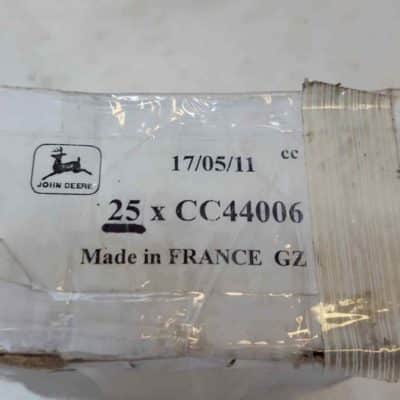 17/05/11 cc
JOHN DEERE
25 x CC44006
Made in FRANCE GZ